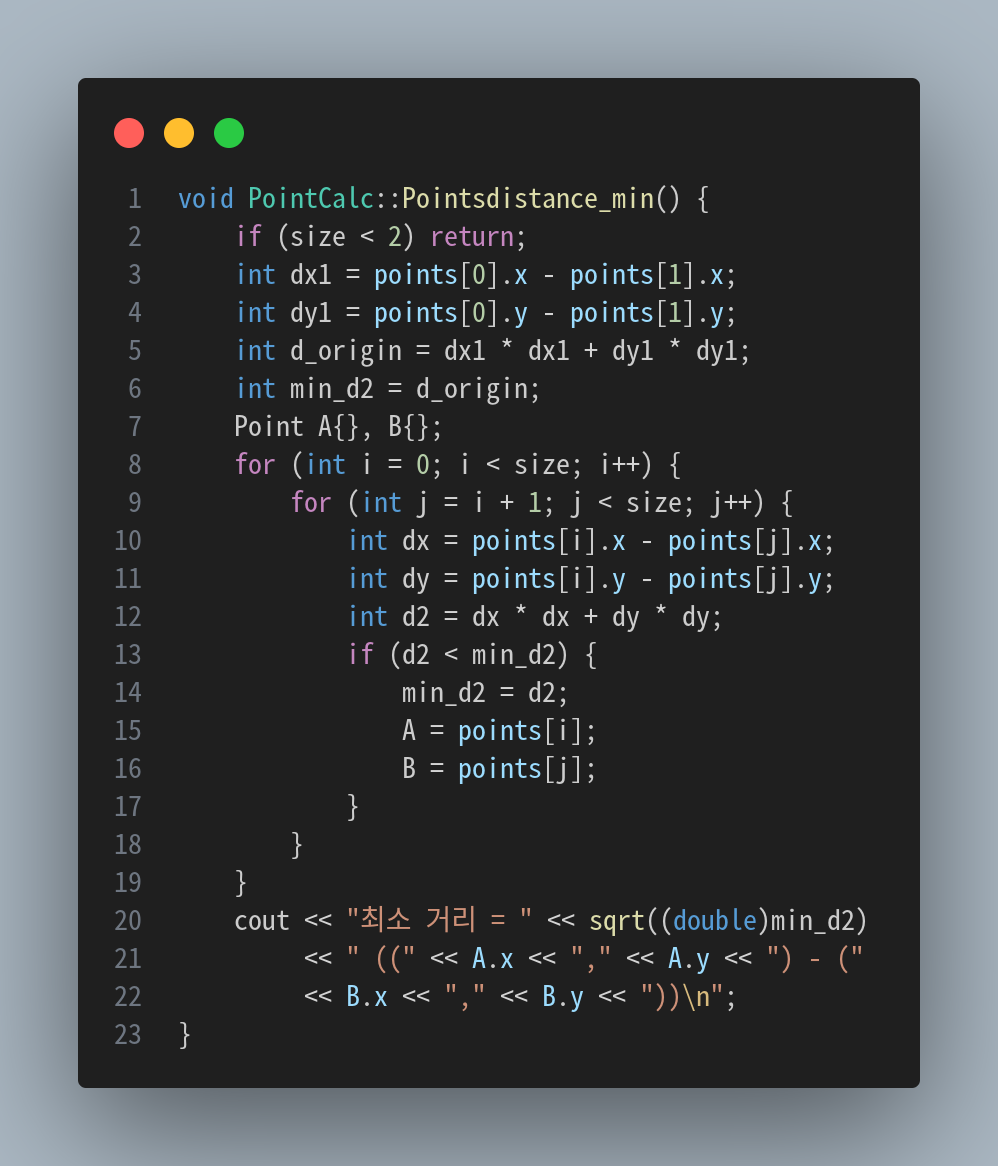 1 void PointCalc::Pointsdistance_min() {
2     if (size < 2) return;
3     int dx1 = points[0].x - points[1].x;
4     int dy1 = points[0].y - points[1].y;
5     int d_origin = dx1 * dx1 + dy1 * dy1;
6     int min_d2 = d_origin;
7     Point A{}, B{};
8     for (int i = 0; i < size; i++) {
9         for (int j = i + 1; j < size; j++) {
10             int dx = points[i].x - points[j].x;
11             int dy = points[i].y - points[j].y;
12             int d2 = dx * dx + dy * dy;
13             if (d2 < min_d2) {
14                 min_d2 = d2;
15                 A = points[i];
16                 B = points[j];
17             }
18         }
19     }
20     cout << "최소 거리 = " << sqrt((double)min_d2)
21          << " ((" << A.x << "," << A.y << ") - ("
22          << B.x << "," << B.y << "))\n";
23 }